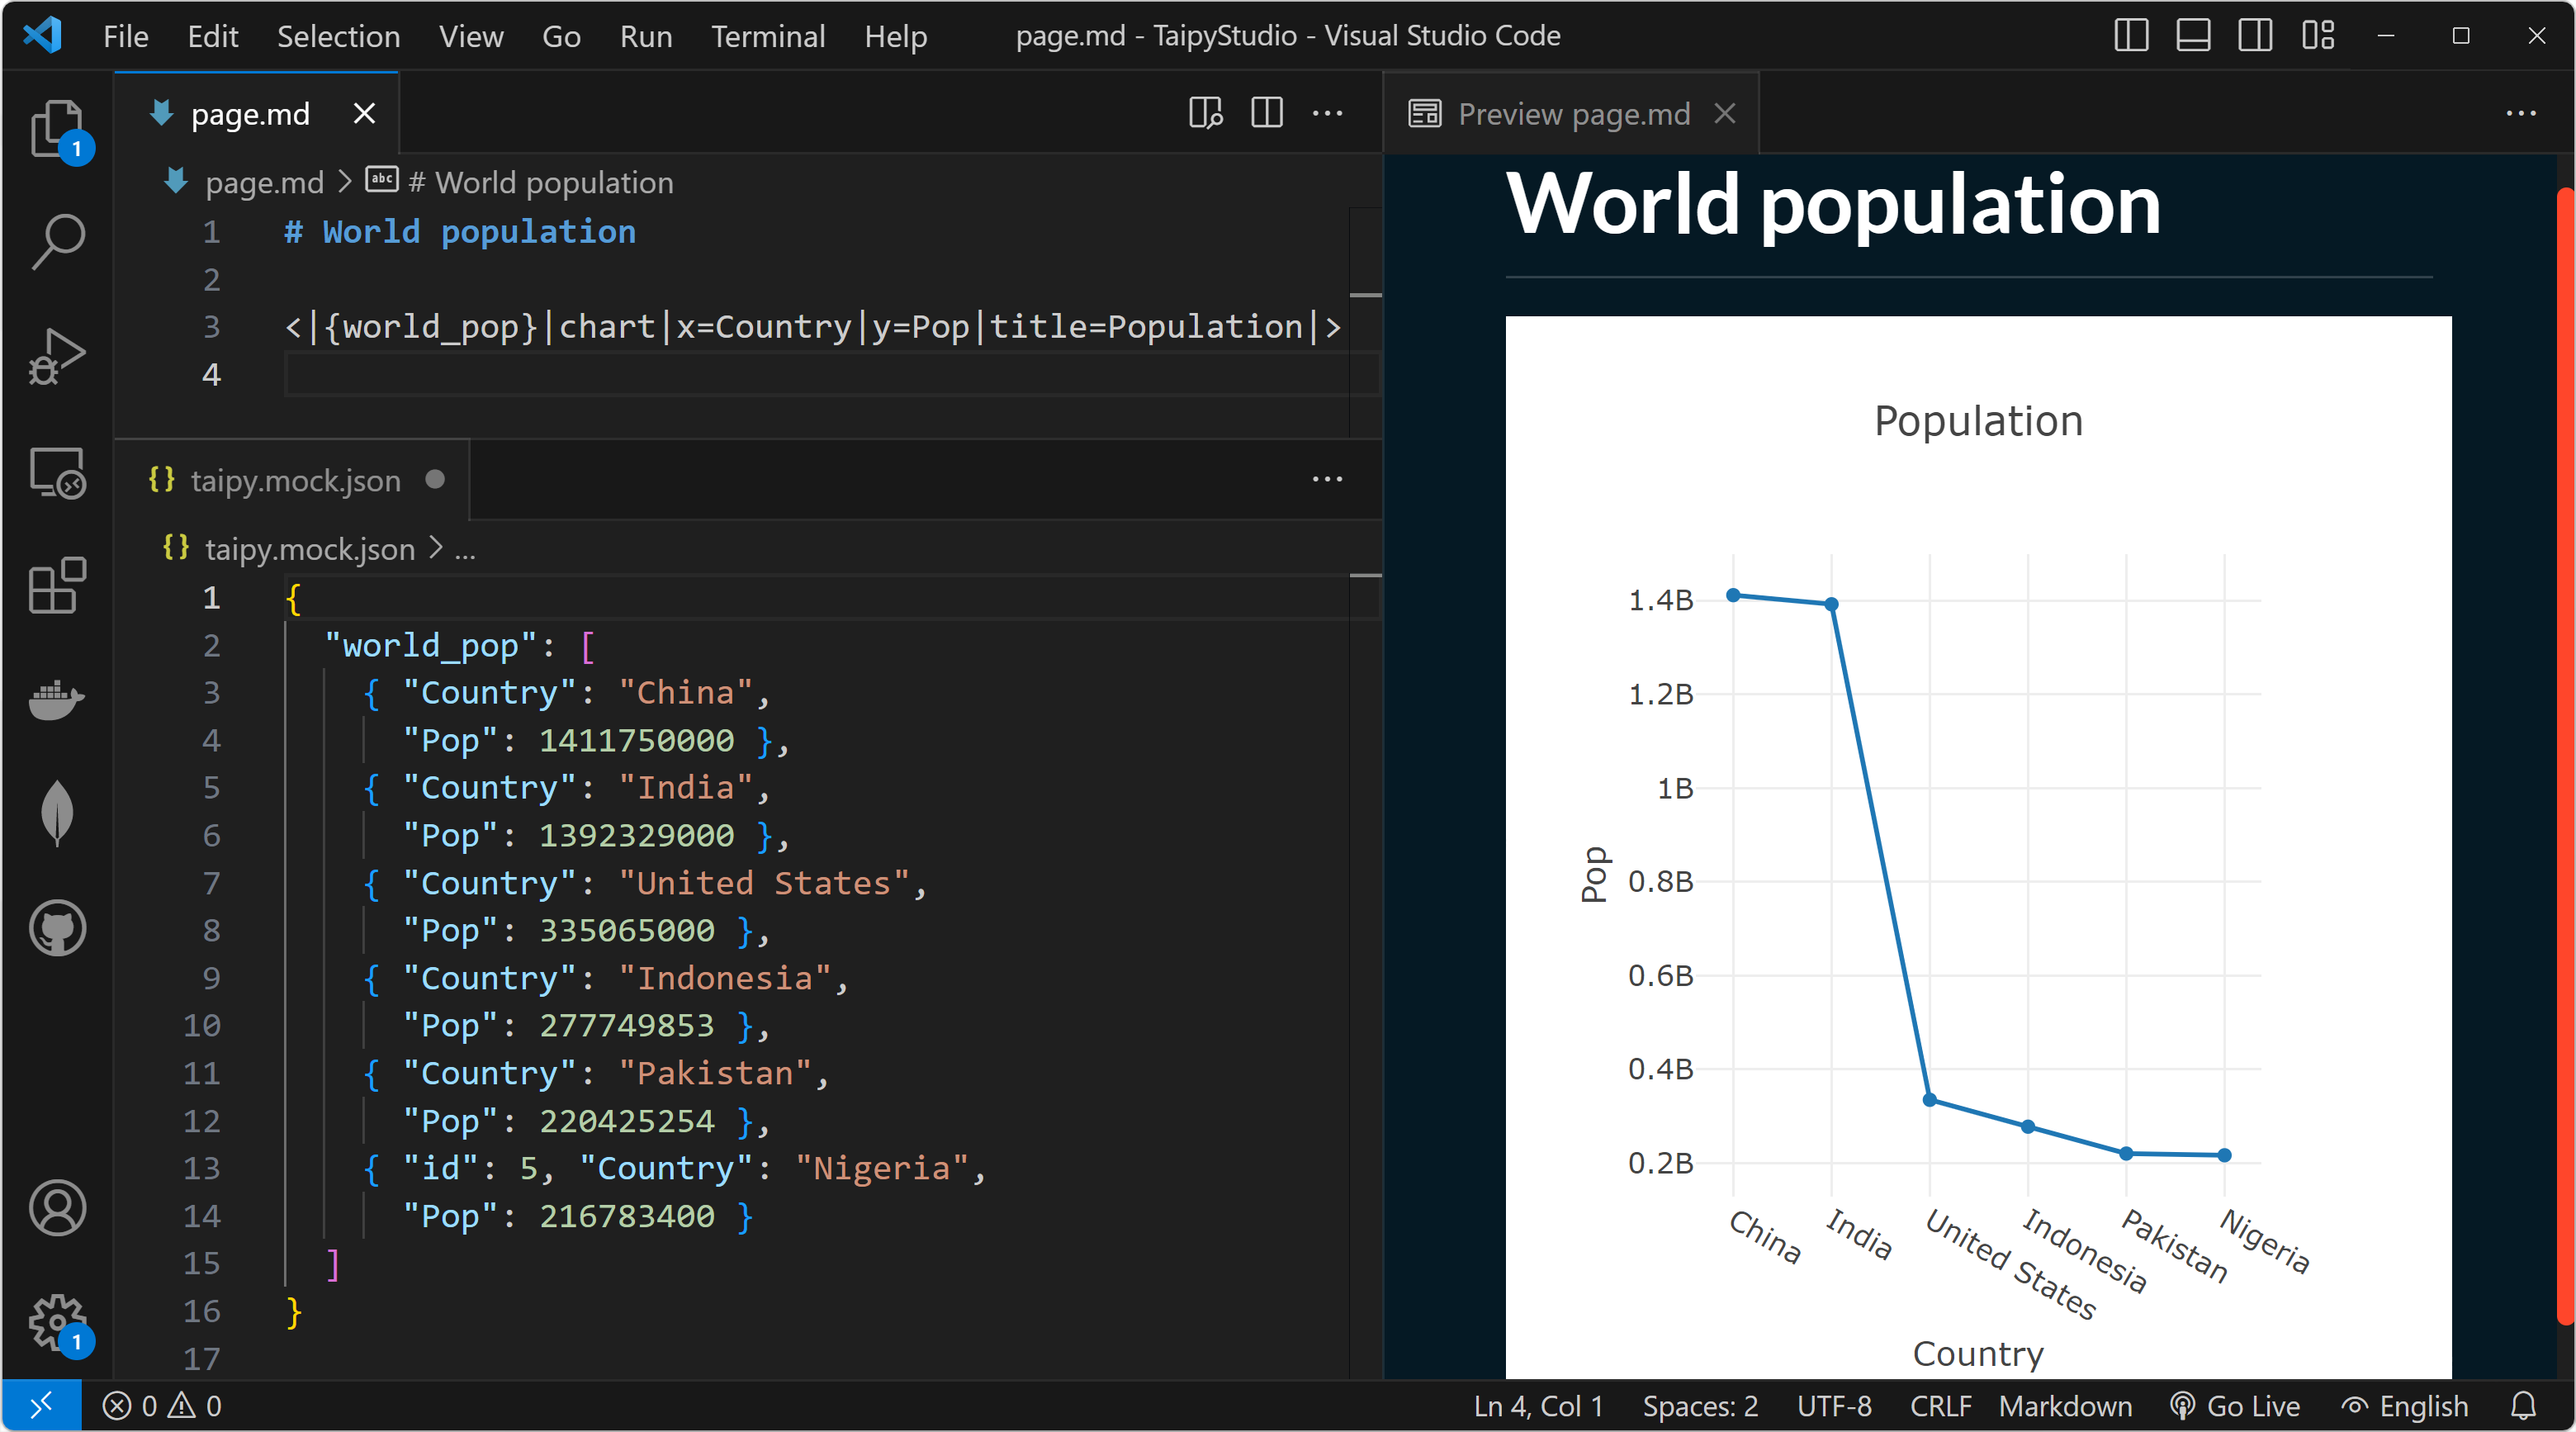 File Edit Selection View Go Run Terminal Help page.md - TaipyStudio - Visual Studio Code
page.md
page.md > abc # World population
1 # World population
2
3 <|{world_pop}|chart|x=Country|y=Pop|title=Population|>
4
{} taipy.mock.json
{} taipy.mock.json > ...
1 {
2 "world_pop": [
3 { "Country": "China",
4 "Pop": 1411750000 },
5 { "Country": "India",
6 "Pop": 1392329000 },
7 { "Country": "United States",
8 "Pop": 335065000 },
9 { "Country": "Indonesia",
10 "Pop": 277749853 },
11 { "Country": "Pakistan",
12 "Pop": 220425254 },
13 { "id": 5, "Country": "Nigeria",
14 "Pop": 216783400 }
15 ]
16 }
17
Preview page.md
World population
Population
1.4B
1.2B
1B
0.8B
0.6B
0.4B
0.2B
Pop
China
India
United States
Indonesia
Pakistan
Nigeria
Country
1
1
0 0
Ln 4, Col 1 Spaces: 2 UTF-8 CRLF Markdown Go Live English